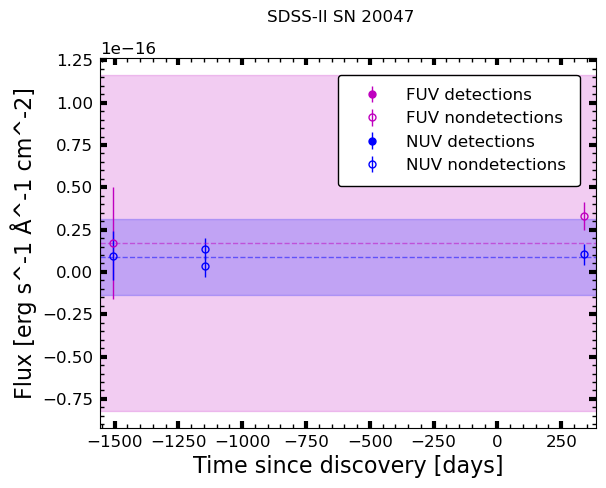 SDSS-II SN 20047
1e−16
1.25
1.00
0.75
0.50
0.25
0.00
−0.25
−0.50
−0.75
Flux [erg s^-1 Å^-1 cm^-2]
FUV detections
FUV nondetections
NUV detections
NUV nondetections
−1500 −1250 −1000 −750 −500 −250 0 250
Time since discovery [days]